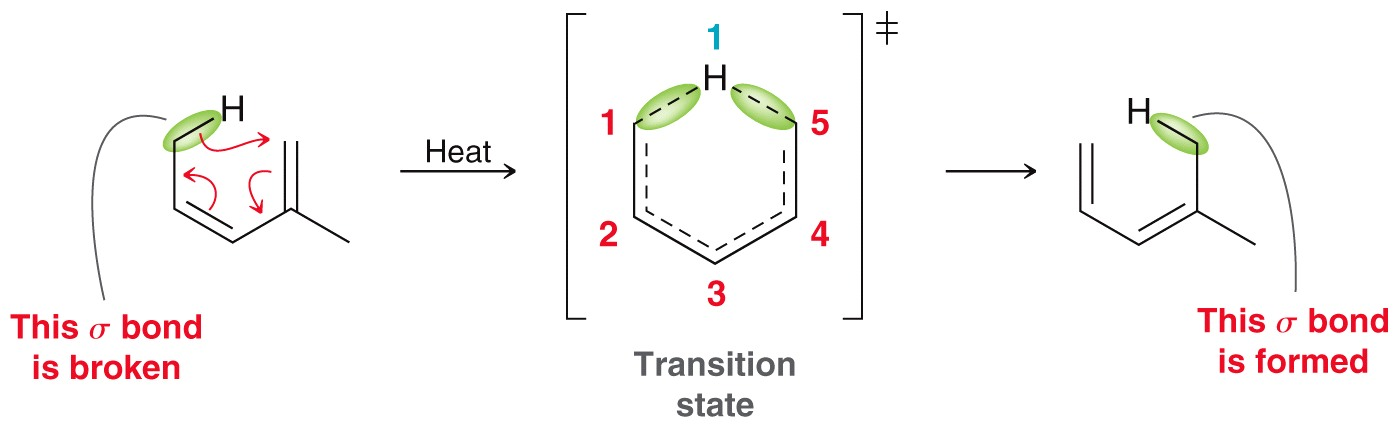 H
This σ bond
is broken
Heat
1
H
1
5
2
4
3
‡
Transition
state
H
This σ bond
is formed